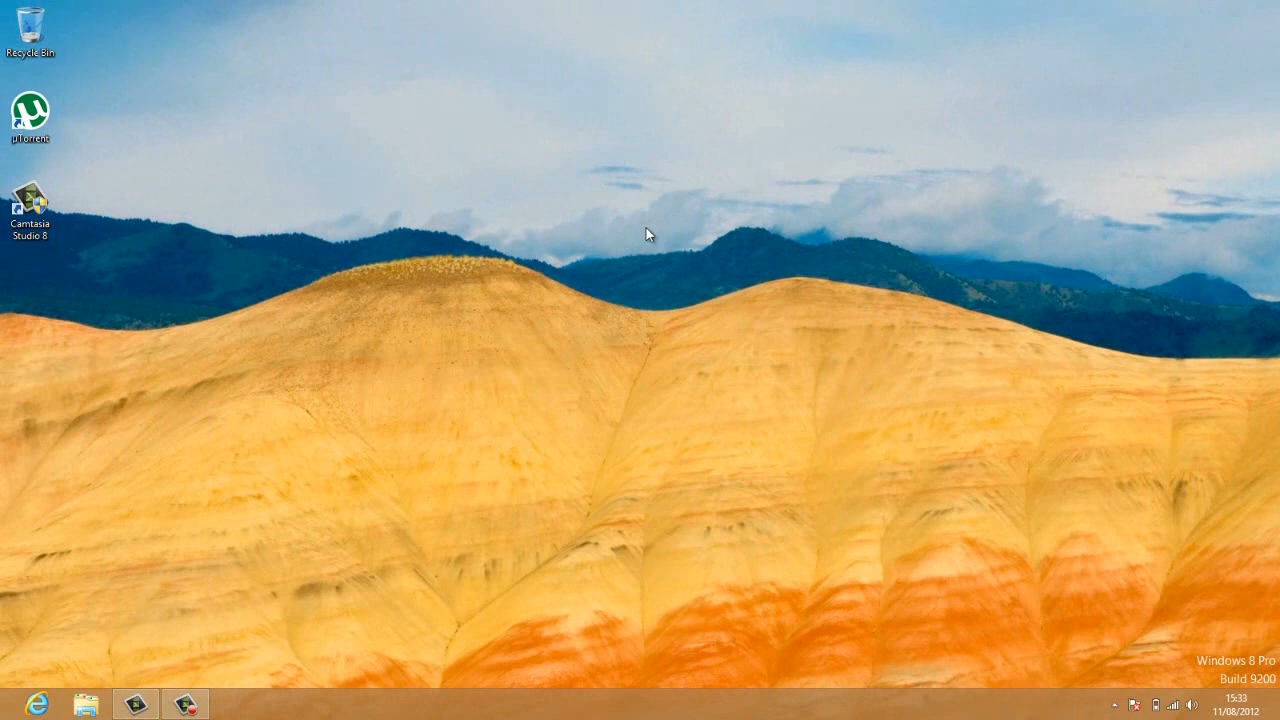 Recycle Bin
µTorrent
Camtasia
Studio 8
Windows 8 Pro
Build 9200
15:33
11/08/2012